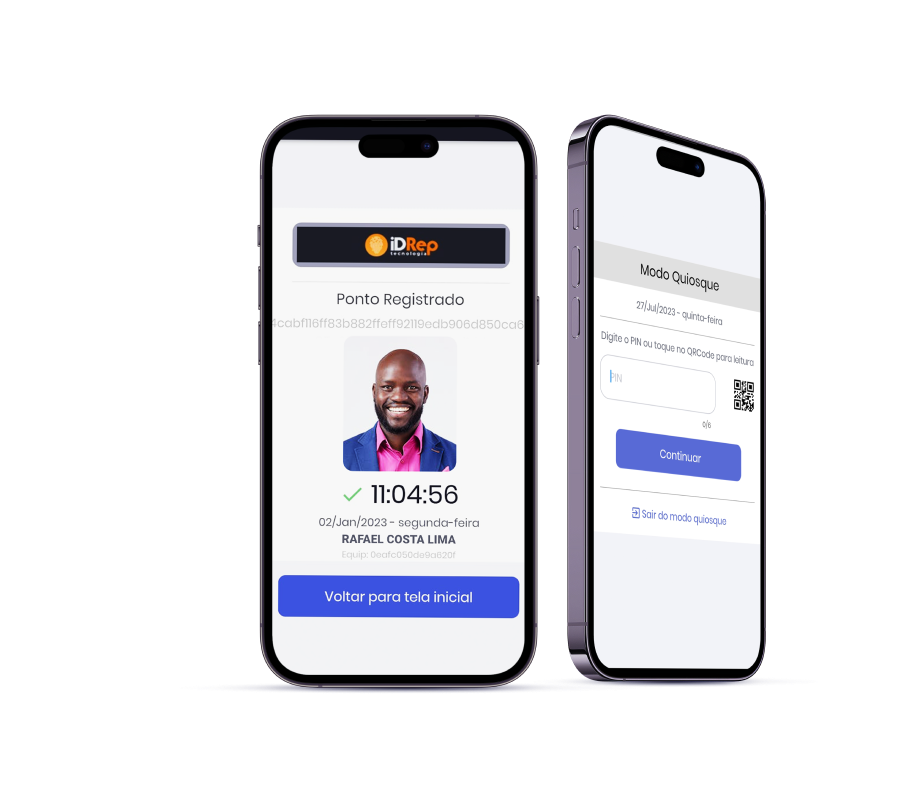 iDRep
tecnologia
Ponto Registrado
4cabf116ff83b882ffeff92119edb906d850ca6
11:04:56
02/Jan/2023 - segunda-feira
RAFAEL COSTA LIMA
Equip: 0eafc050de9a620f
Voltar para tela inicial
Modo Quiosque
27/Jul/2023 - quinta-feira
Digite o PIN ou toque no QRCode para leitura
PIN
0/6
Continuar
Sair do modo quiosque